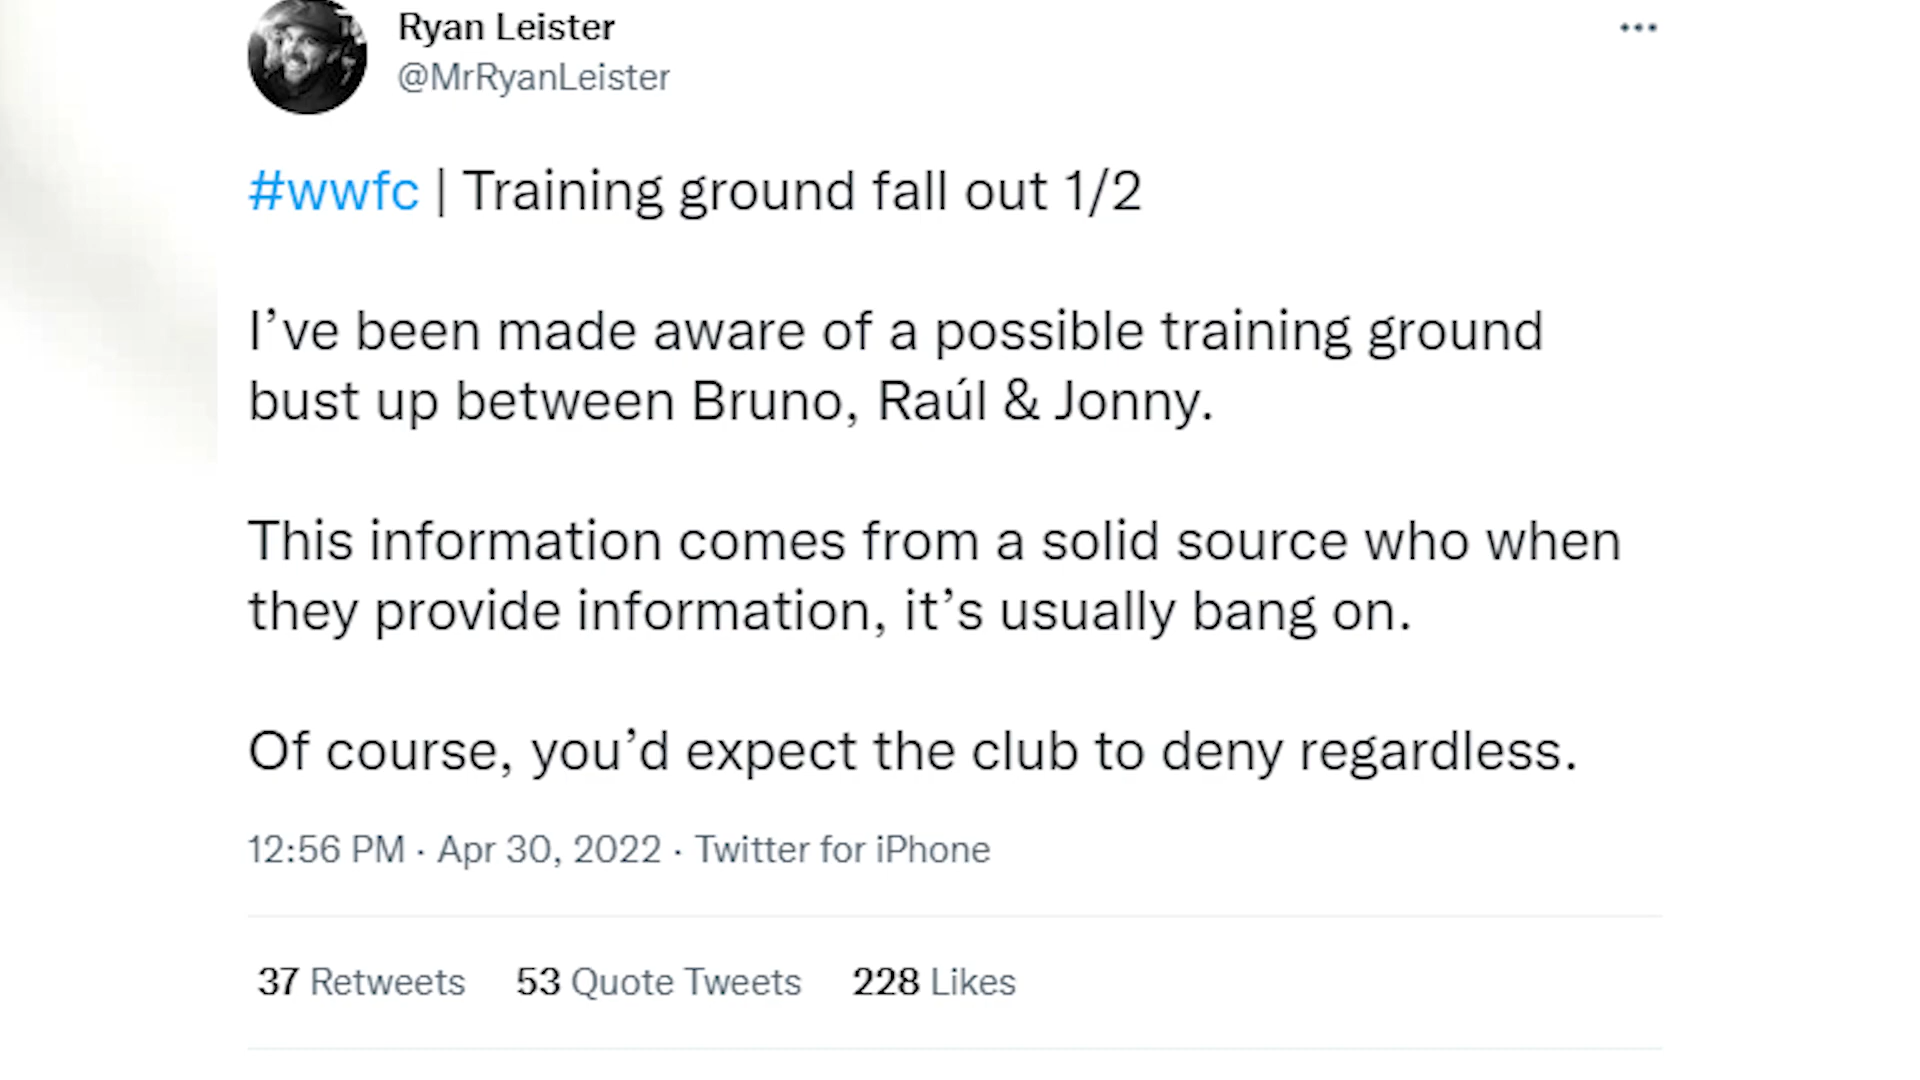 Ryan Leister
@MrRyanLeister
#wwfc | Training ground fall out 1/2
I’ve been made aware of a possible training ground
bust up between Bruno, Raúl & Jonny.
This information comes from a solid source who when
they provide information, it’s usually bang on.
Of course, you’d expect the club to deny regardless.
12:56 PM · Apr 30, 2022 · Twitter for iPhone
37 Retweets 53 Quote Tweets 228 Likes